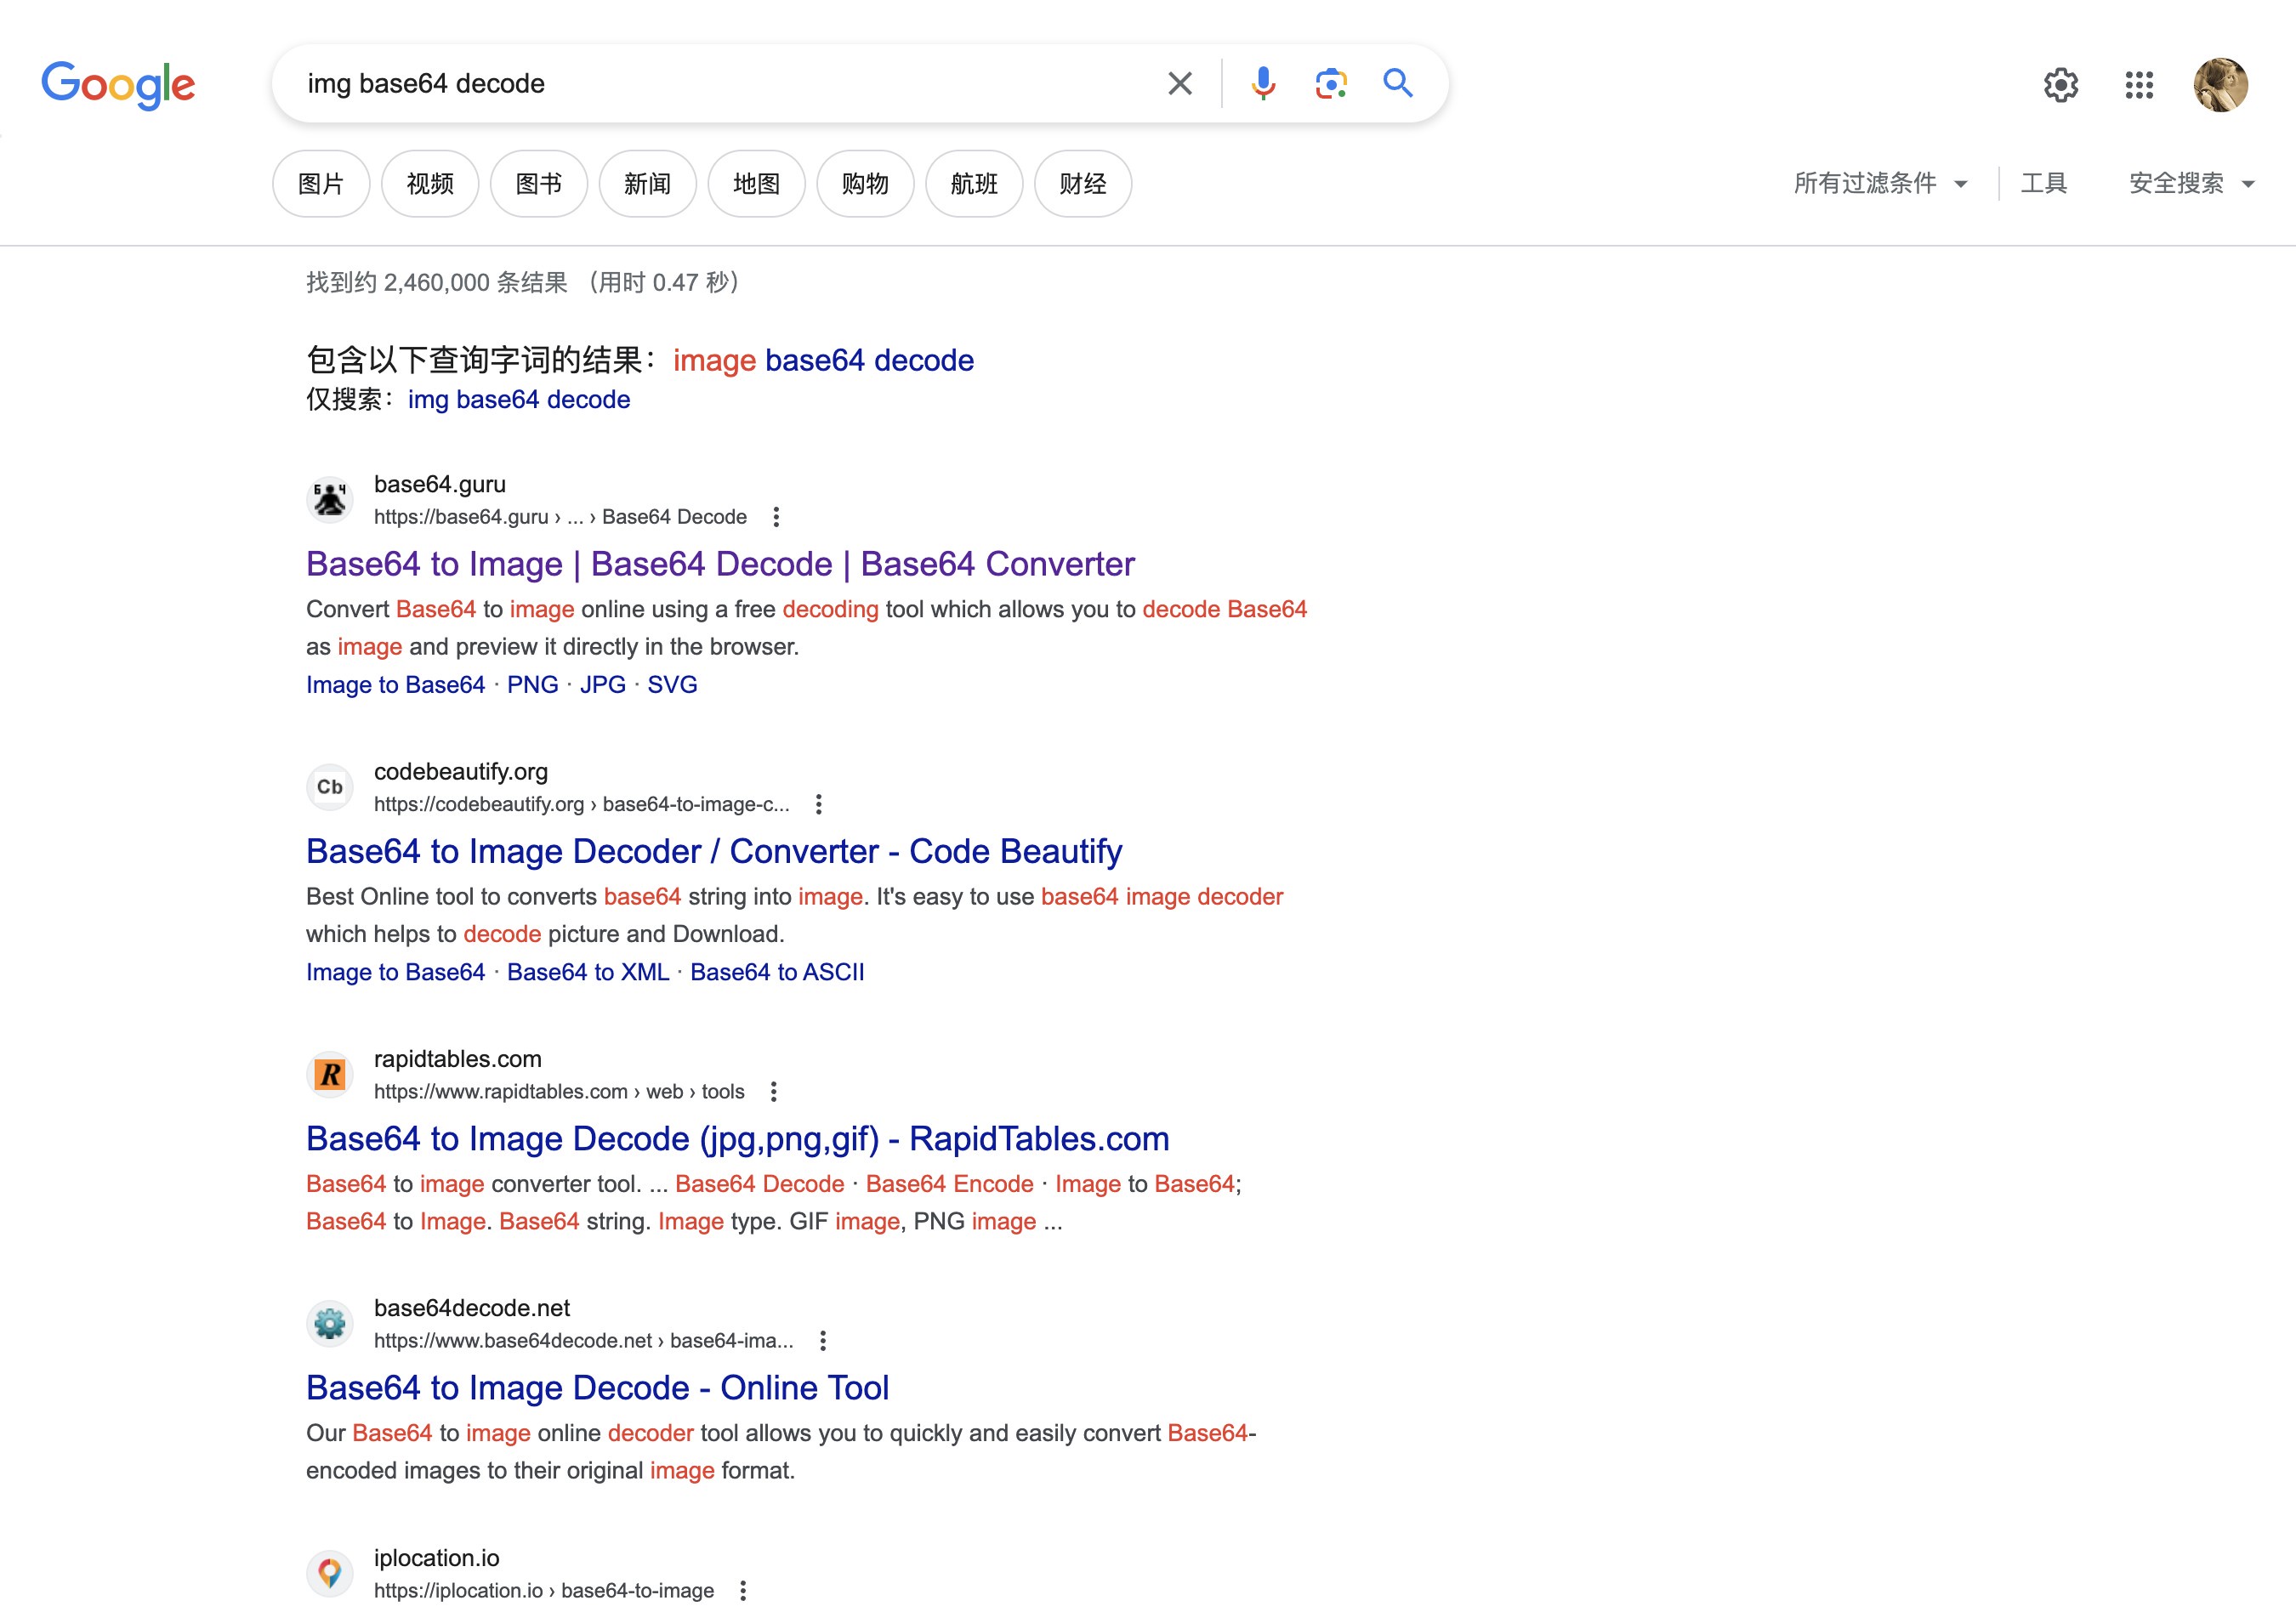 Google
img base64 decode
图片 视频 图书 新闻 地图 购物 航班 财经
所有过滤条件 工具 安全搜索
找到约 2,460,000 条结果 （用时 0.47 秒）
包含以下查询字词的结果： image base64 decode
仅搜索： img base64 decode
base64.guru
https://base64.guru › ... › Base64 Decode
Base64 to Image | Base64 Decode | Base64 Converter
Convert Base64 to image online using a free decoding tool which allows you to decode Base64
as image and preview it directly in the browser.
Image to Base64 · PNG · JPG · SVG
Cb
codebeautify.org
https://codebeautify.org › base64-to-image-c...
Base64 to Image Decoder / Converter - Code Beautify
Best Online tool to converts base64 string into image. It's easy to use base64 image decoder
which helps to decode picture and Download.
Image to Base64 · Base64 to XML · Base64 to ASCII
R
rapidtables.com
https://www.rapidtables.com › web › tools
Base64 to Image Decode (jpg,png,gif) - RapidTables.com
Base64 to image converter tool. ... Base64 Decode · Base64 Encode · Image to Base64;
Base64 to Image. Base64 string. Image type. GIF image, PNG image ...
base64decode.net
https://www.base64decode.net › base64-ima...
Base64 to Image Decode - Online Tool
Our Base64 to image online decoder tool allows you to quickly and easily convert Base64-
encoded images to their original image format.
iplocation.io
https://iplocation.io › base64-to-image